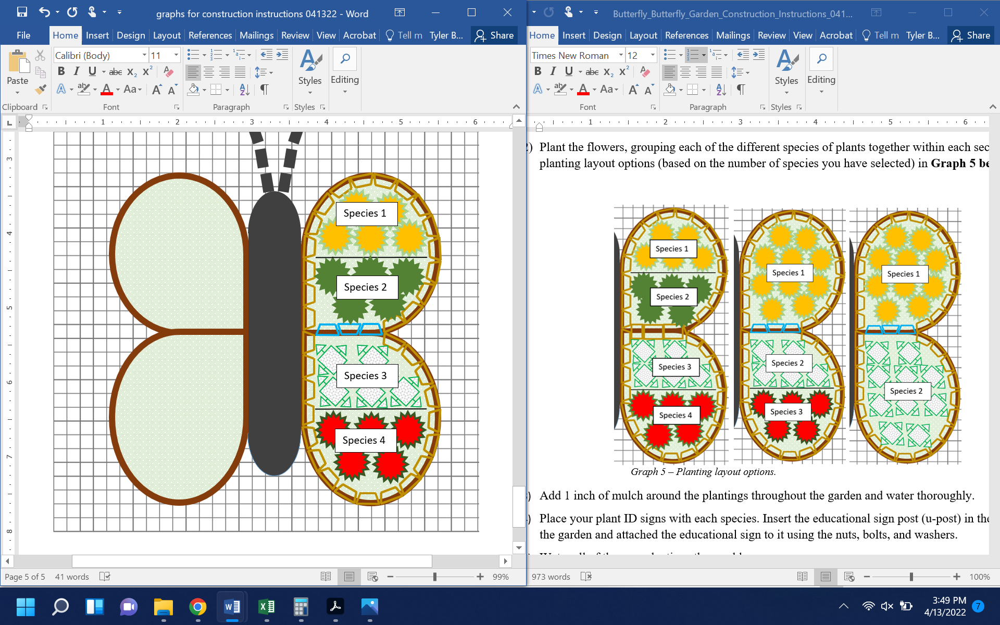 graphs for construction instructions 041322 - Word
File Home Insert Design Layout References Mailings Review View Acrobat Tell m Tyler B... Share
Calibri (Body) 11
Paste
B I U abc X₂ X²
Styles
Editing
A ab A Aa A A ¶
Clipboard Font Paragraph Styles
L 1 2 3 4 5 6
3
4
5
6
7
8
Species 1
Species 2
Species 3
Species 4
Page 5 of 5 41 words 99%
Butterfly_Butterfly_Garden_Construction_Instructions_041...
Home Insert Design Layout References Mailings Review View Acrobat Tell m Tyler B... Share
Times New Roman 12
B I U abc X₂ X²
Styles
Editing
A ab A Aa A A ¶
Font Paragraph Styles
1 2 3 4 5 6
Plant the flowers, grouping each of the different species of plants together within each sec
planting layout options (based on the number of species you have selected) in Graph 5 be
Species 1
Species 2
Species 3
Species 4
Species 1
Species 2
Species 3
Species 1
Species 2
Graph 5 – Planting layout options.
Add 1 inch of mulch around the plantings throughout the garden and water thoroughly.
Place your plant ID signs with each species. Insert the educational sign post (u-post) in the
the garden and attached the educational sign to it using the nuts, bolts, and washers.
973 words 100%
3:49 PM
4/13/2022
7